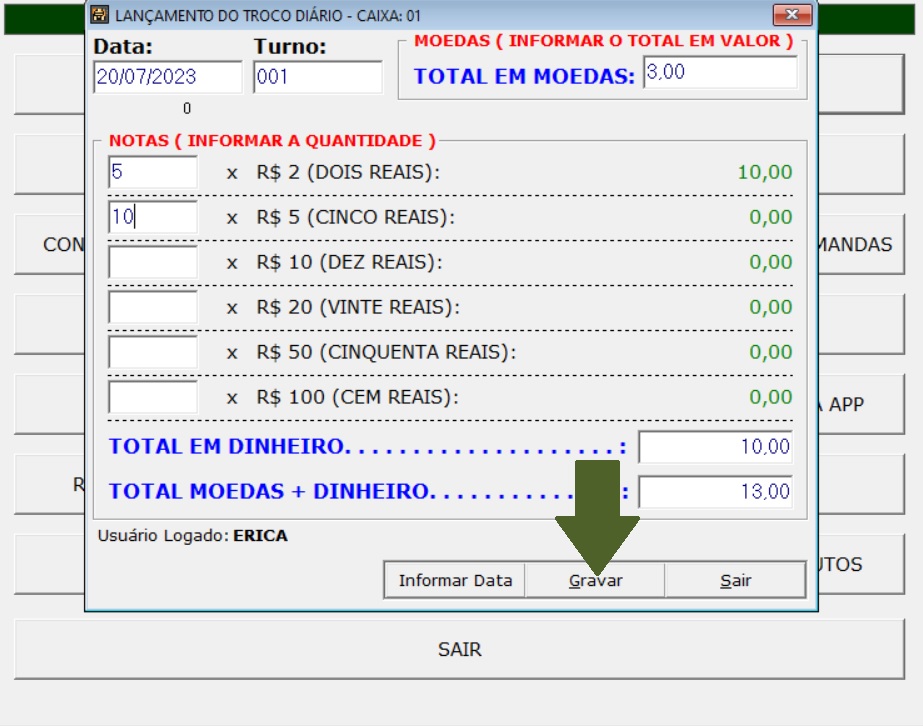 LANÇAMENTO DO TROCO DIÁRIO - CAIXA: 01
Data: Turno:
MOEDAS ( INFORMAR O TOTAL EM VALOR )
20/07/2023 001 TOTAL EM MOEDAS: 3,00
0
NOTAS ( INFORMAR A QUANTIDADE )
5 x R$ 2 (DOIS REAIS): 10,00
10 x R$ 5 (CINCO REAIS): 0,00
CON
MANDAS
x R$ 10 (DEZ REAIS): 0,00
x R$ 20 (VINTE REAIS): 0,00
x R$ 50 (CINQUENTA REAIS): 0,00
x R$ 100 (CEM REAIS): 0,00
APP
TOTAL EM DINHEIRO. . . . . . . . . . . . . . . . . . . . . : 10,00
R
TOTAL MOEDAS + DINHEIRO. . . . . . . . . . . : 13,00
Usuário Logado: ERICA
UTOS
Informar Data Gravar Sair
SAIR